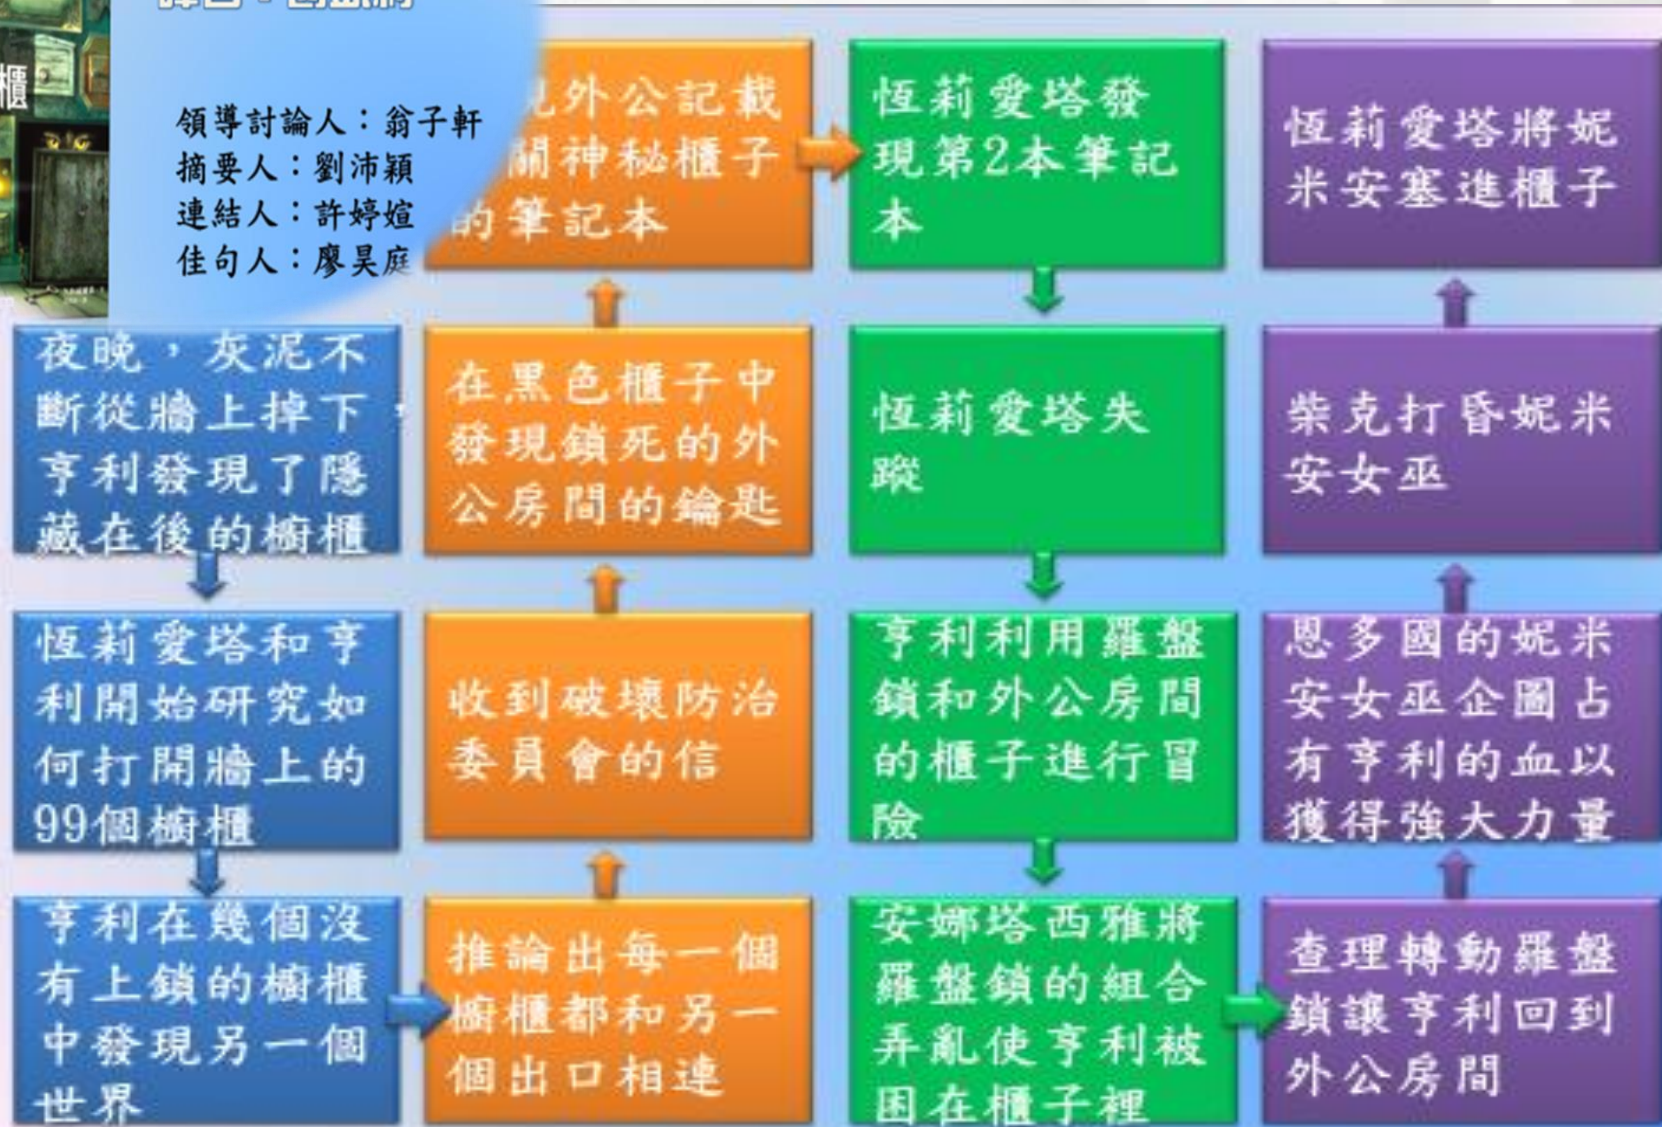 櫃
領導討論人：翁子軒
摘要人：劉沛穎
連結人：許婷媗
佳句人：廖昊庭
夜晚，灰泥不
斷從牆上掉下，
亨利發現了隱
藏在後的櫥櫃
恆莉愛塔和亨
利開始研究如
何打開牆上的
99個櫥櫃
亨利在幾個沒
有上鎖的櫥櫃
中發現另一個
世界
推論出每一個
櫥櫃都和另一
個出口相連
收到破壞防治
委員會的信
在黑色櫃子中
發現鎖死的外
公房間的鑰匙
外公記載
關神秘櫃子
的筆記本
恆莉愛塔發
現第2本筆記
本
恆莉愛塔失
蹤
亨利利用羅盤
鎖和外公房間
的櫃子進行冒
險
安娜塔西雅將
羅盤鎖的組合
弄亂使亨利被
困在櫃子裡
查理轉動羅盤
鎖讓亨利回到
外公房間
恩多國的妮米
安女巫企圖占
有亨利的血以
獲得強大力量
柴克打昏妮米
安女巫
恆莉愛塔將妮
米安塞進櫃子